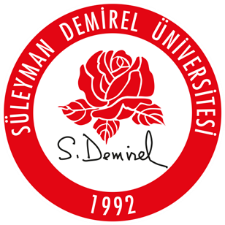 SÜLEYMAN DEMİREL ÜNİVERSİTESİ
S. Demirel
1992